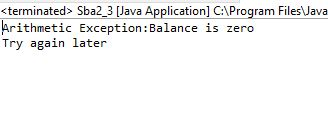 <terminated> Sba2_3 [Java Application] C:\Program Files\Java
Arithmetic Exception:Balance is zero
Try again later